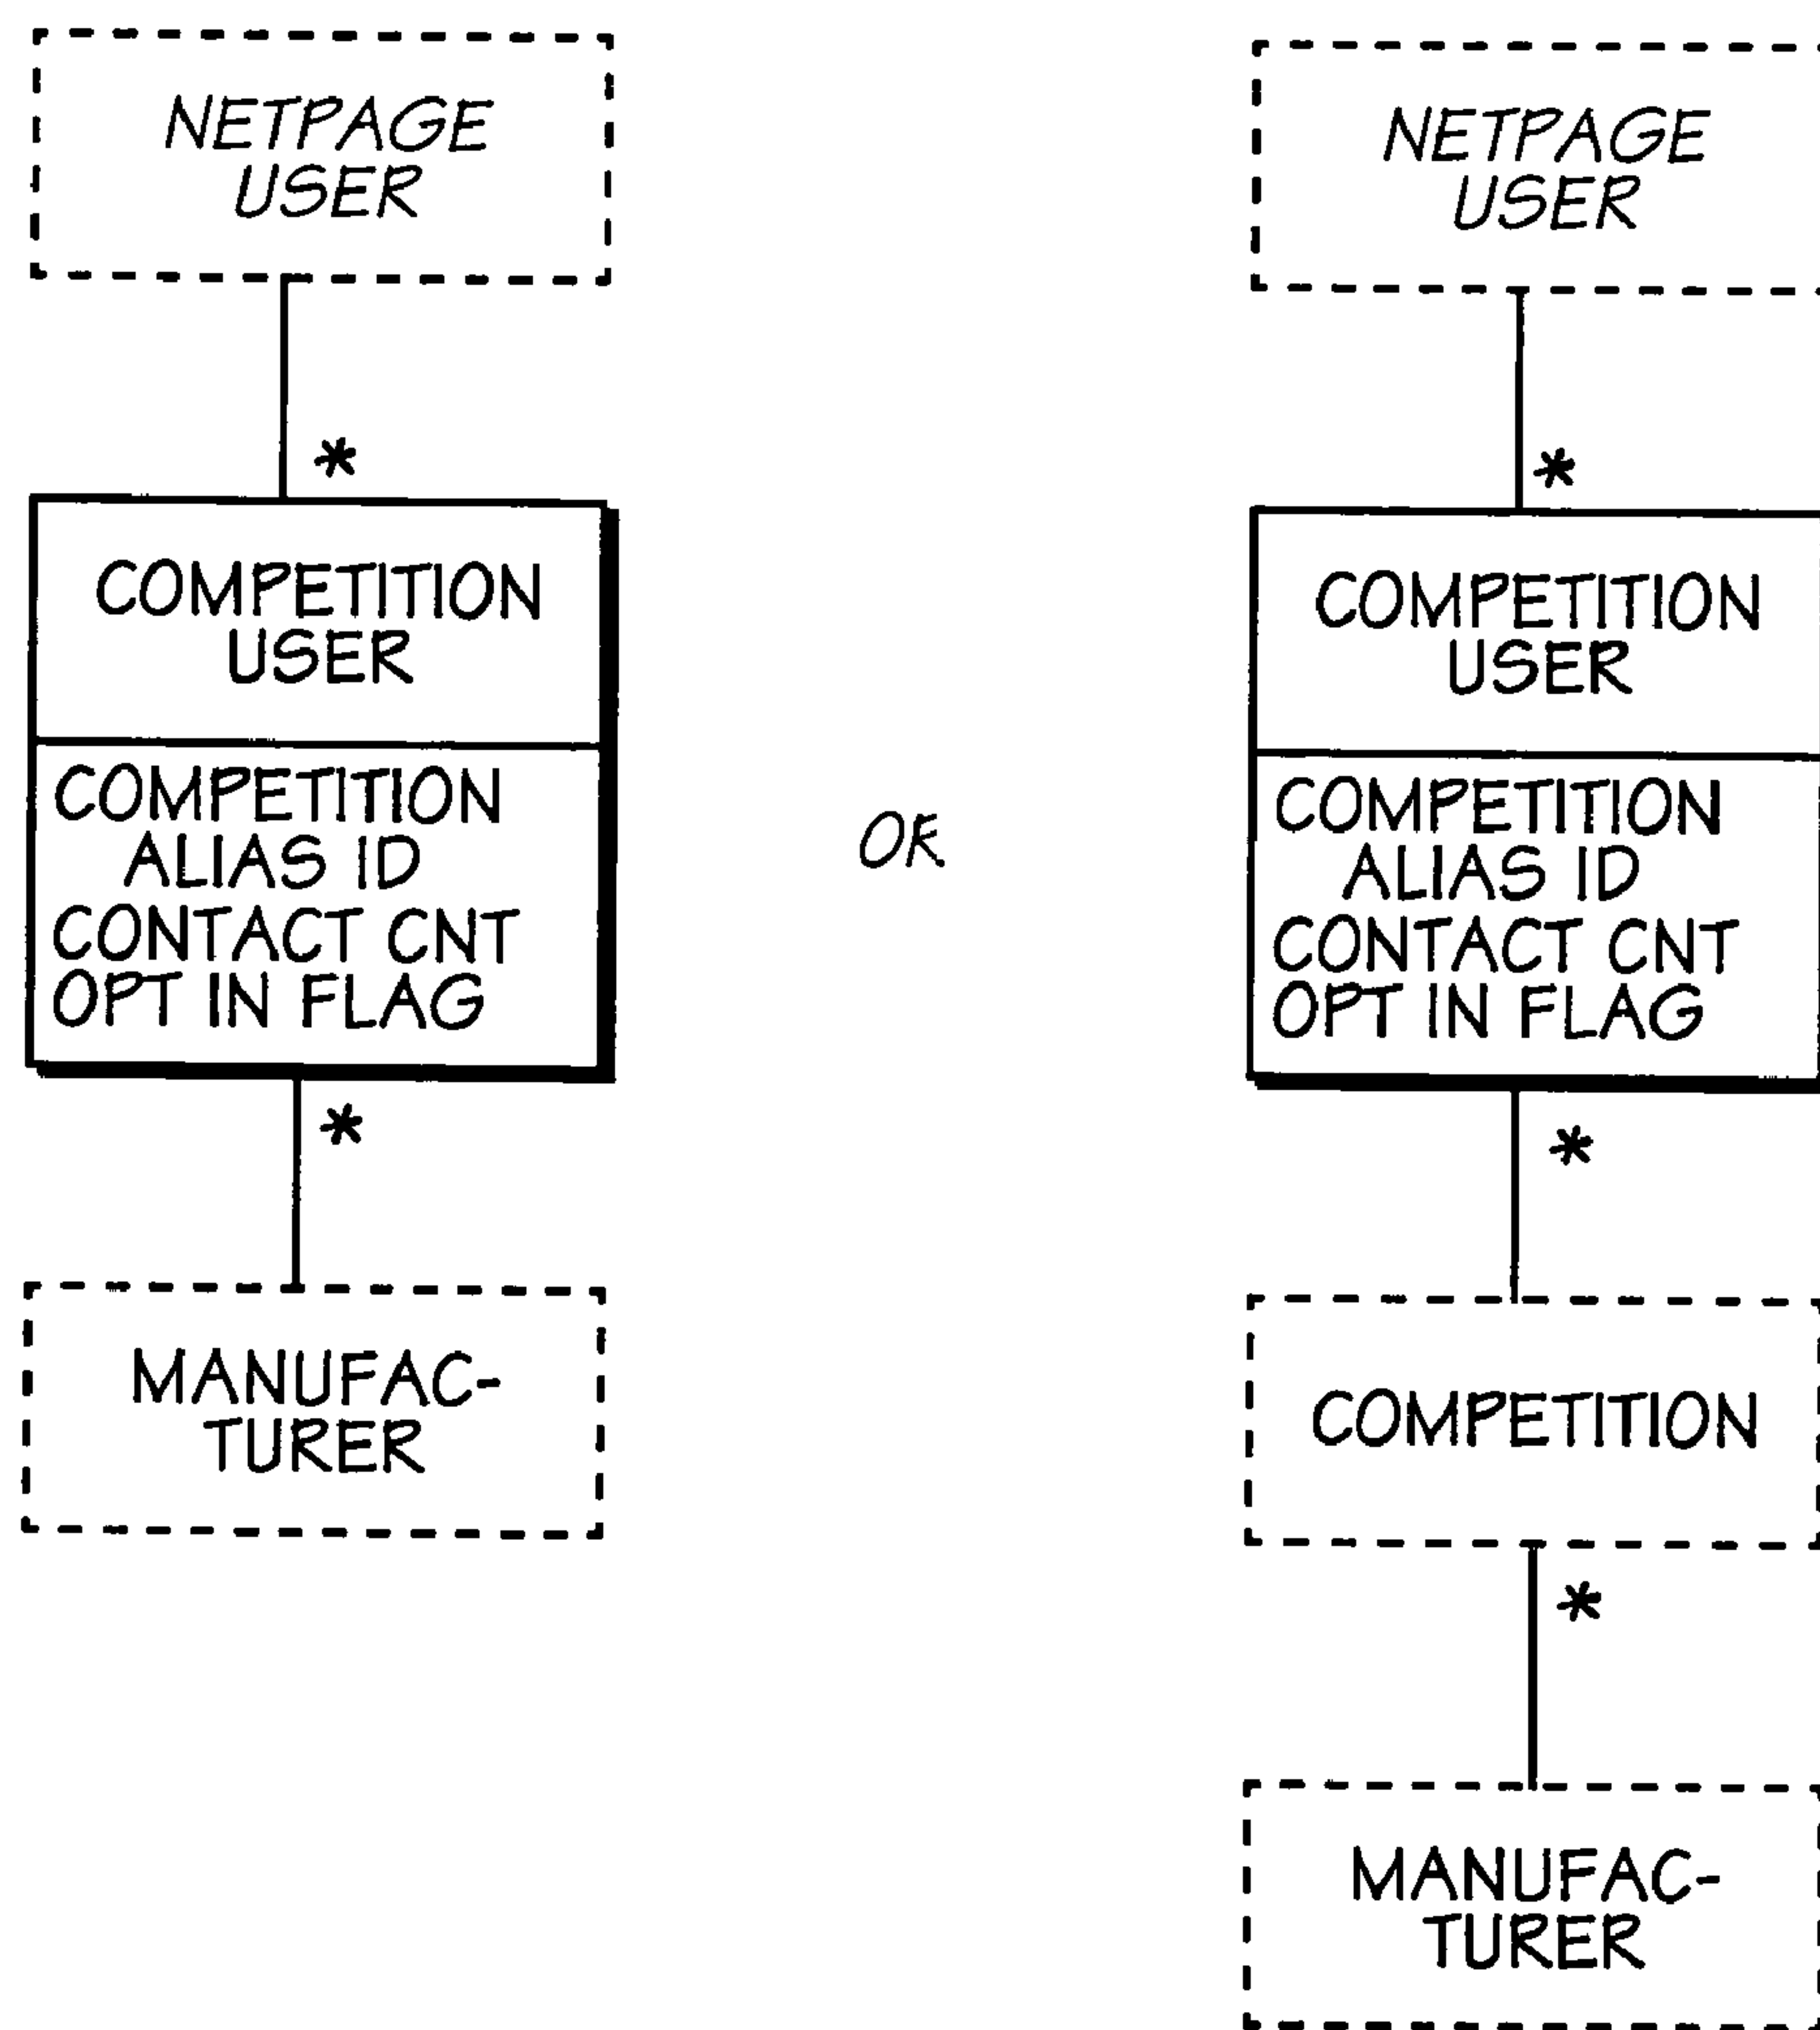 NETPAGE
USER
*
COMPETITION
USER
COMPETITION
ALIAS ID
CONTACT CNT
OPT IN FLAG
*
MANUFAC-
TURER
OR
NETPAGE
USER
*
COMPETITION
USER
COMPETITION
ALIAS ID
CONTACT CNT
OPT IN FLAG
*
COMPETITION
*
MANUFAC-
TURER